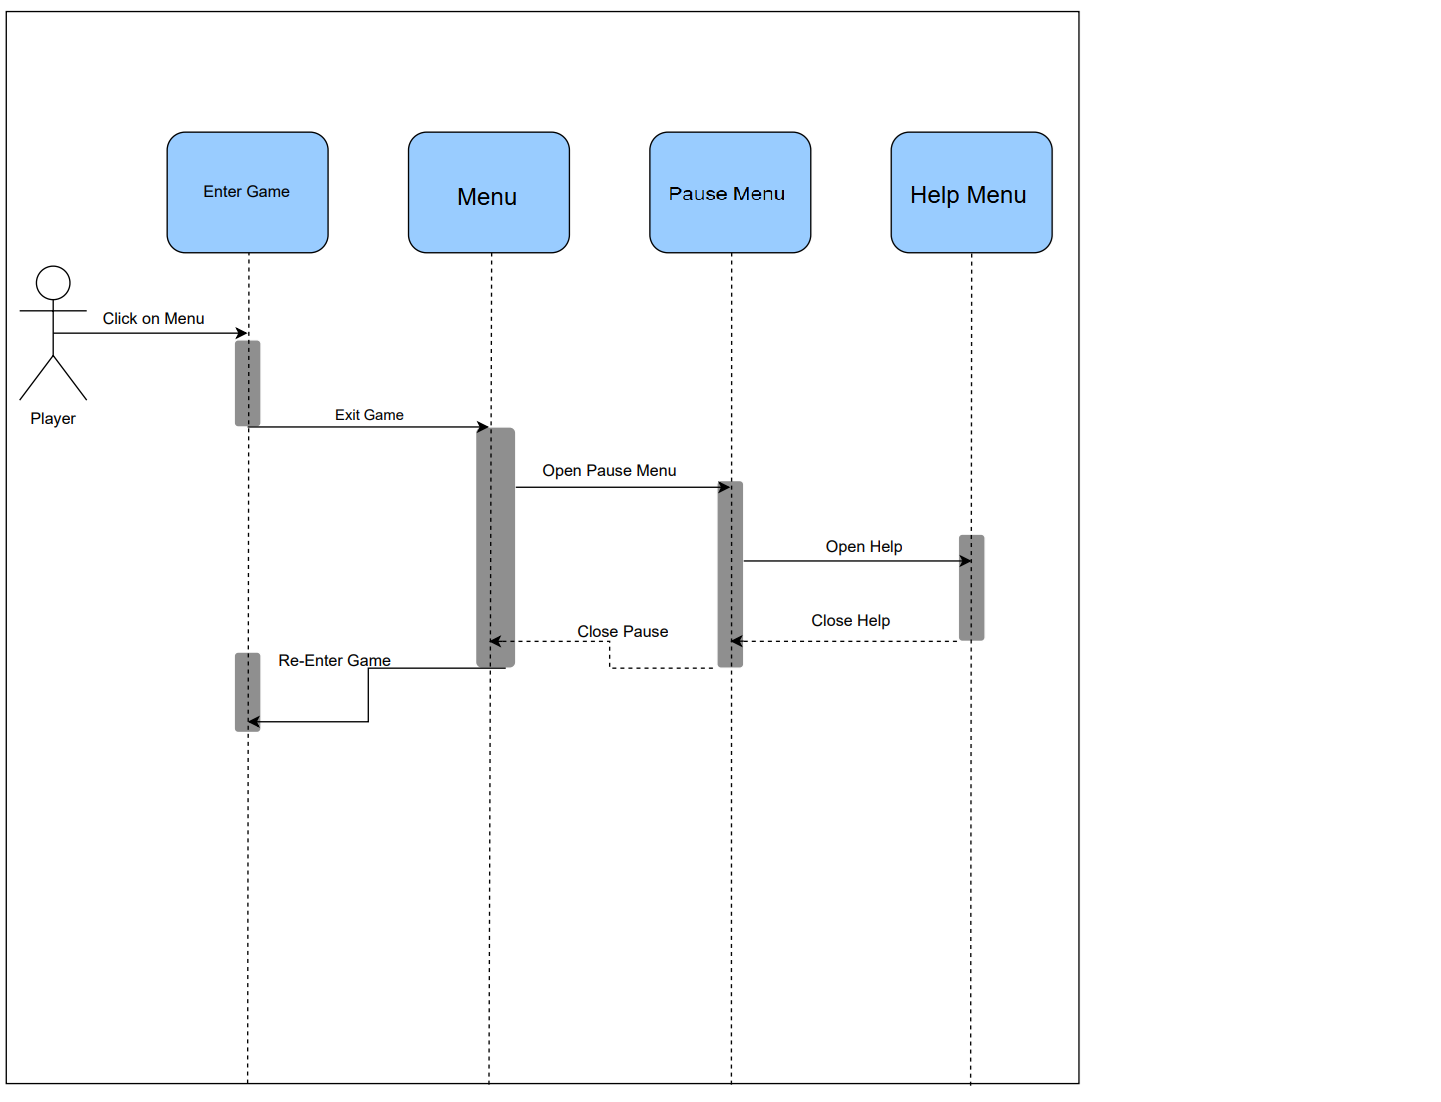 Enter Game
Menu
Pause Menu
Help Menu
Click on Menu
Player
Exit Game
Open Pause Menu
Open Help
Close Help
Close Pause
Re-Enter Game